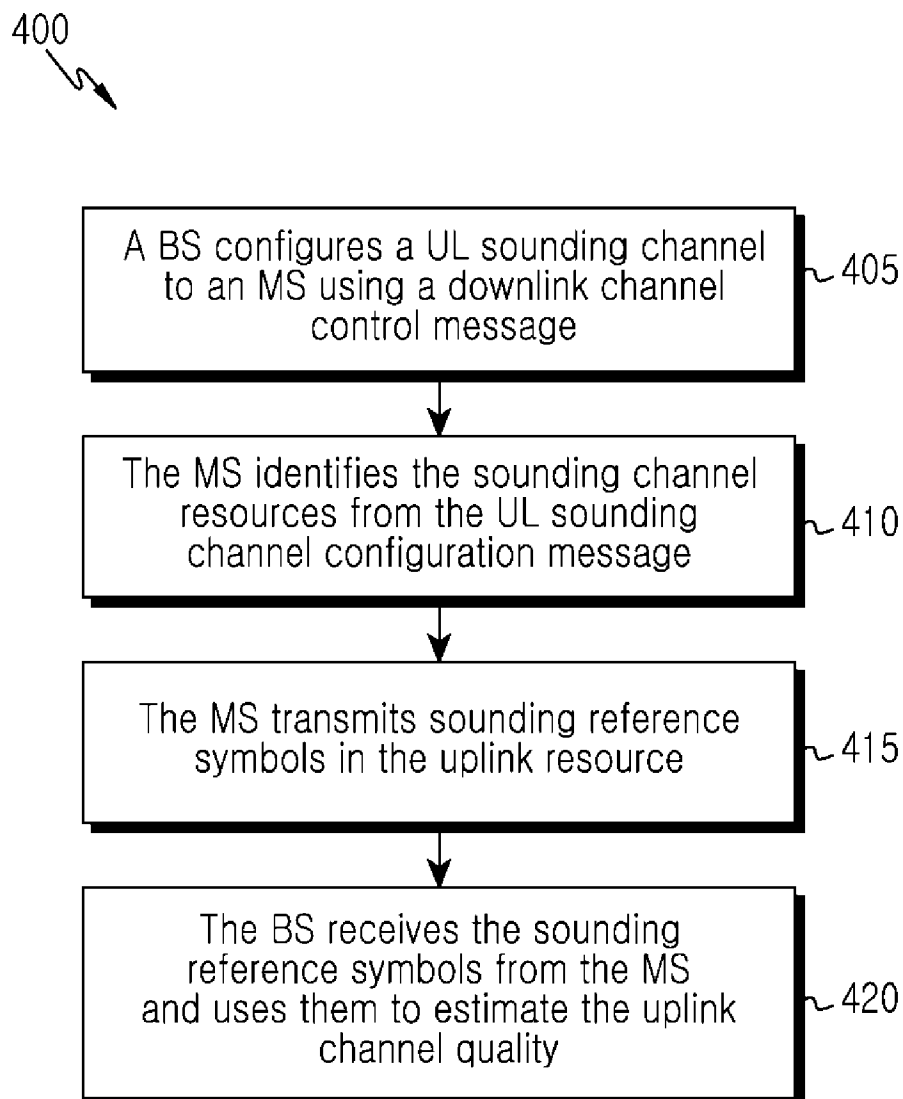 400
A BS configures a UL sounding channel
to an MS using a downlink channel
control message
405
The MS identifies the sounding channel
resources from the UL sounding
channel configuration message
410
The MS transmits sounding reference
symbols in the uplink resource
415
The BS receives the sounding
reference symbols from the MS
and uses them to estimate the uplink
channel quality
420